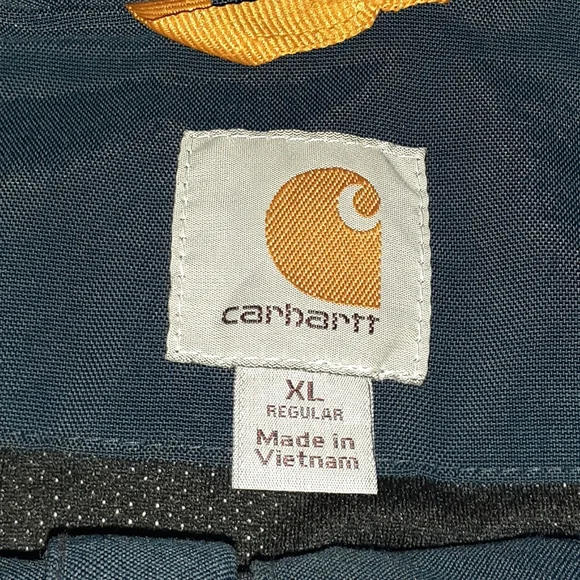 carhartt
XL
REGULAR
Made in
Vietnam